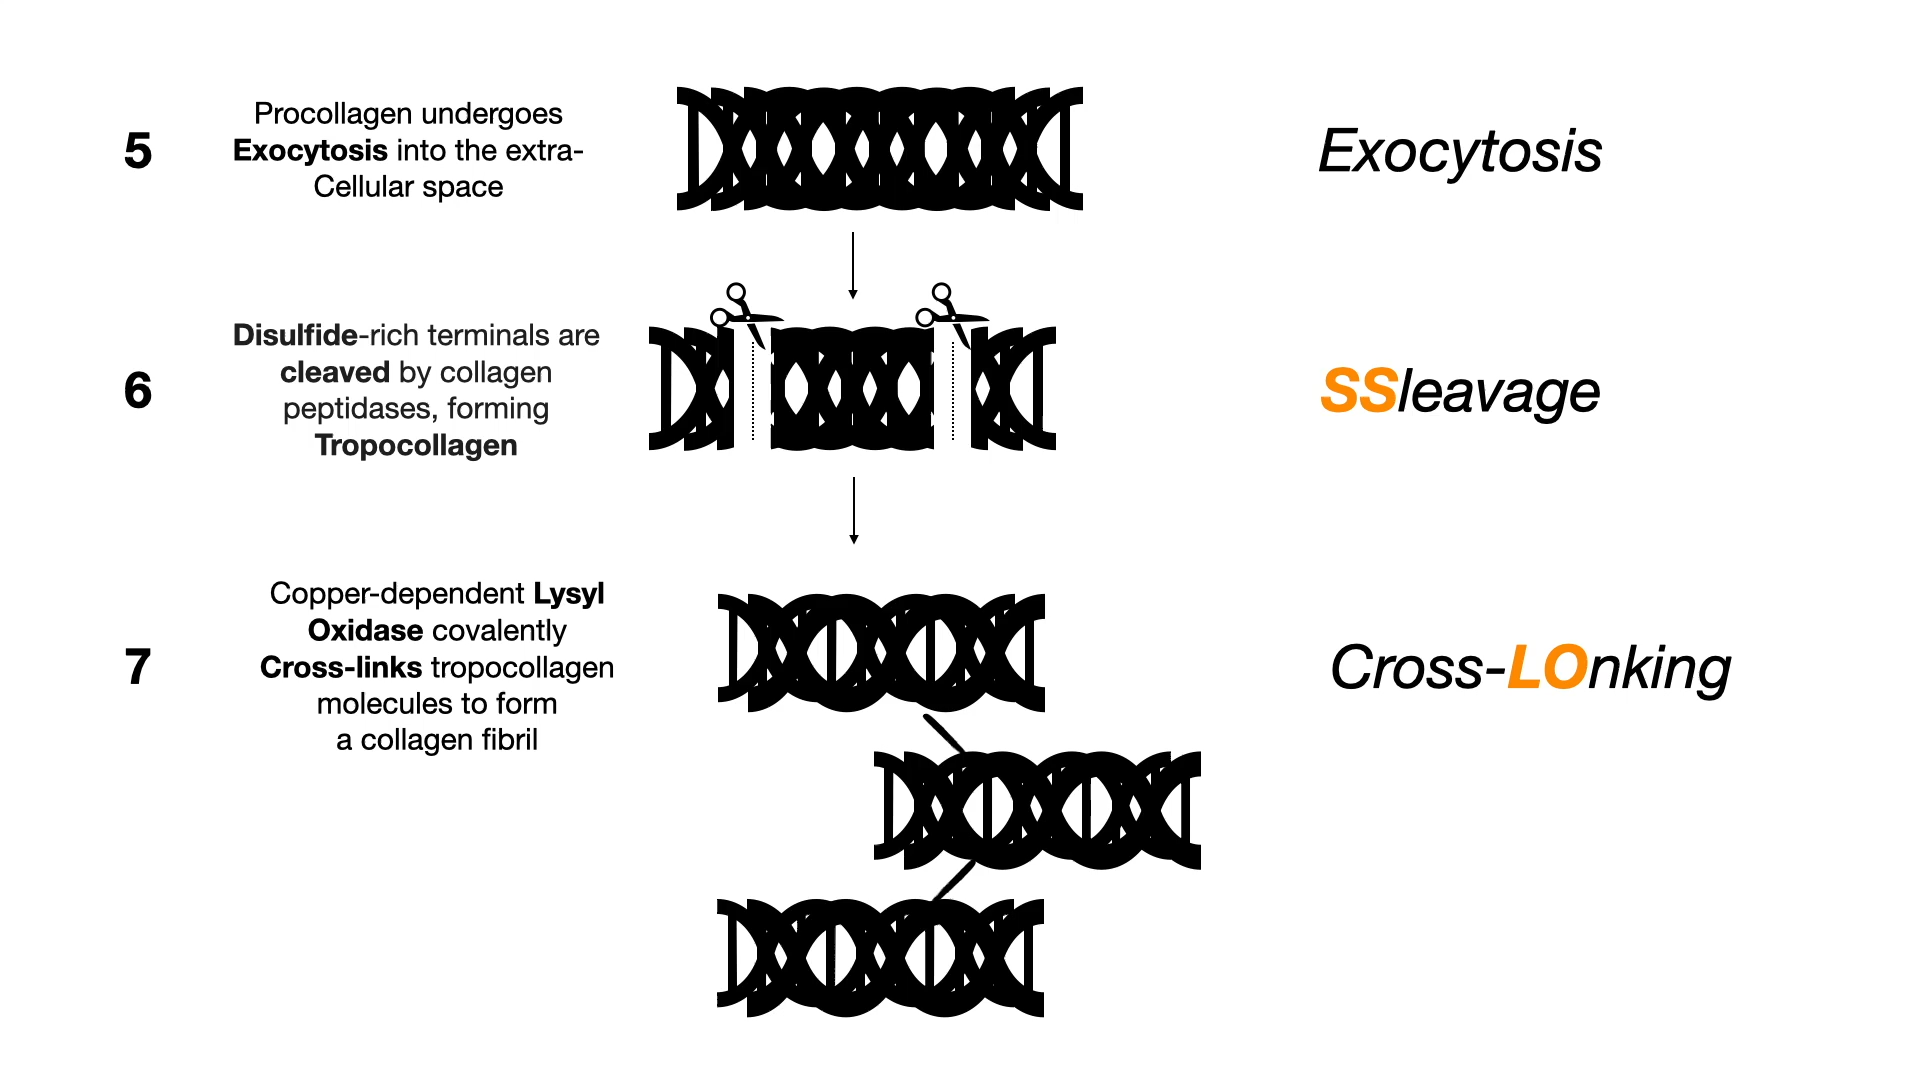 5
Procollagen undergoes
Exocytosis into the extra-
Cellular space
Exocytosis
6
Disulfide-rich terminals are
cleaved by collagen
peptidases, forming
Tropocollagen
SSleavage
7
Copper-dependent Lysyl
Oxidase covalently
Cross-links tropocollagen
molecules to form
a collagen fibril
Cross-LOnking